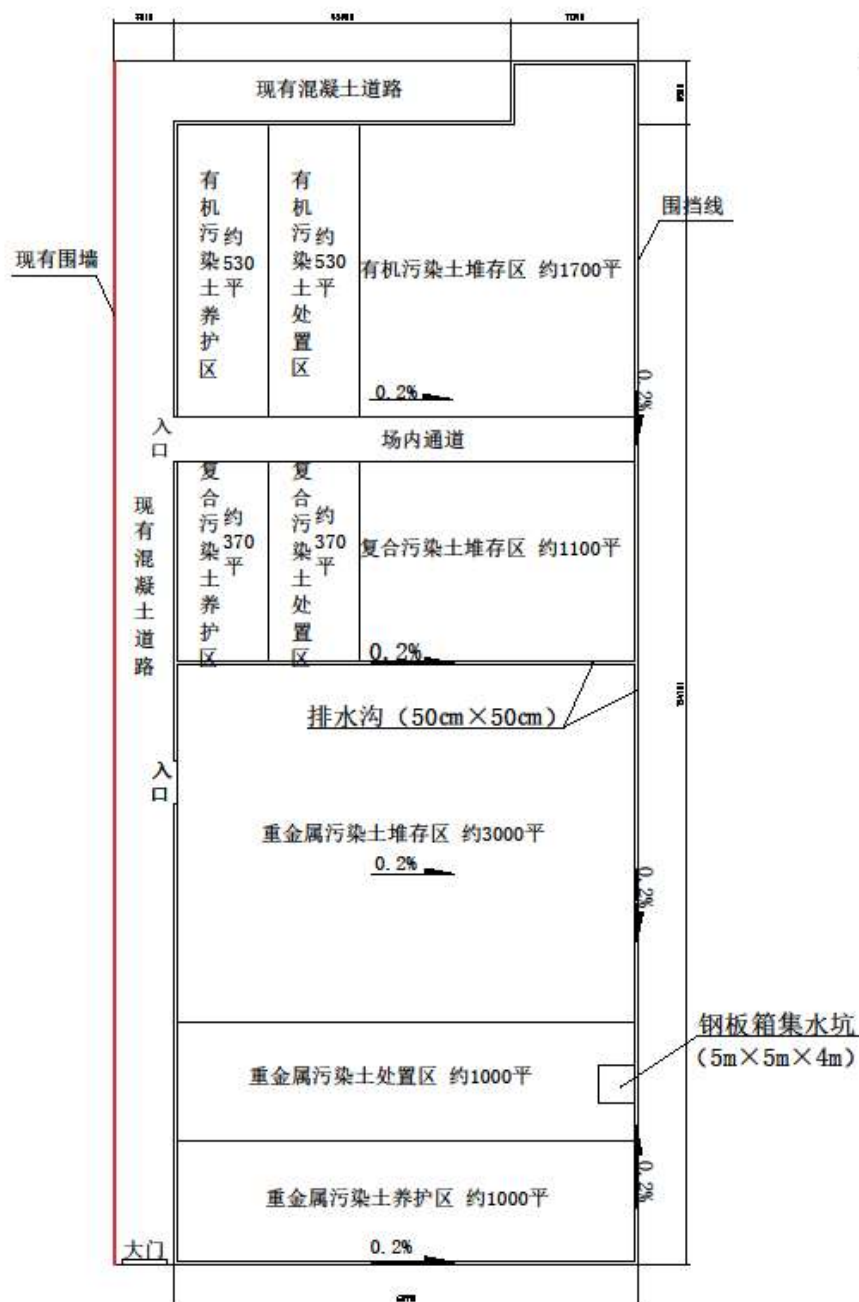 现有混凝土道路
有机污染土养护区
约530平
有机污染土处置区
约530平
有机污染土堆存区 约1700平
围挡线
现有围墙
0.2%
0.2%
入口
场内通道
现有混凝土道路
复合污染土养护区
约370平
复合污染土处置区
约370平
复合污染土堆存区 约1100平
0.2%
排水沟（50cm×50cm）
入口
重金属污染土堆存区 约3000平
0.2%
0.2%
钢板箱集水坑
（5m×5m×4m）
重金属污染土处置区 约1000平
重金属污染土养护区 约1000平
0.2%
大门
0.2%